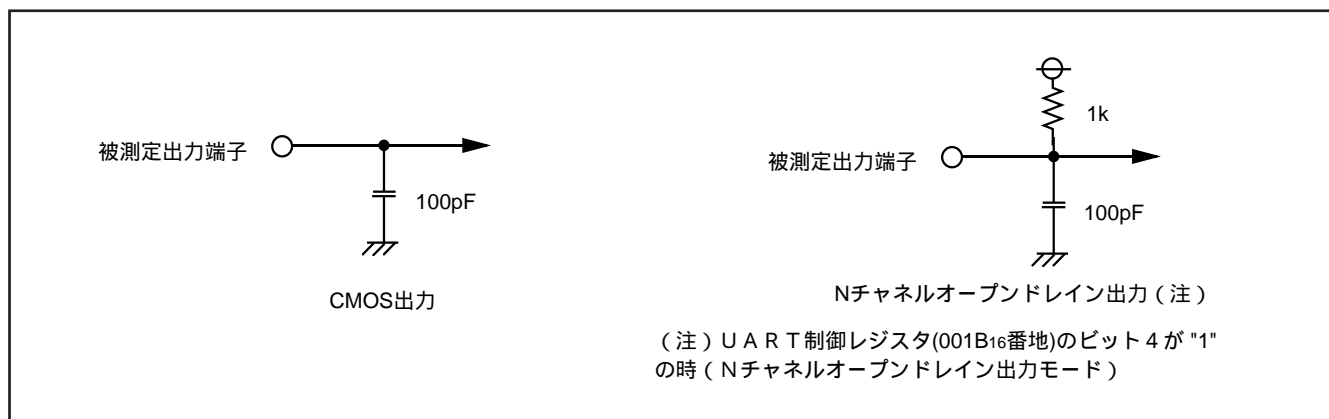 被測定出力端子
100pF
CMOS出力
1k
被測定出力端子
100pF
Nチャネルオープンドレイン出力（注）
（注）ＵＡＲＴ制御レジスタ(001B16番地)のビット４が "1"
の時（Ｎチャネルオープンドレイン出力モード）